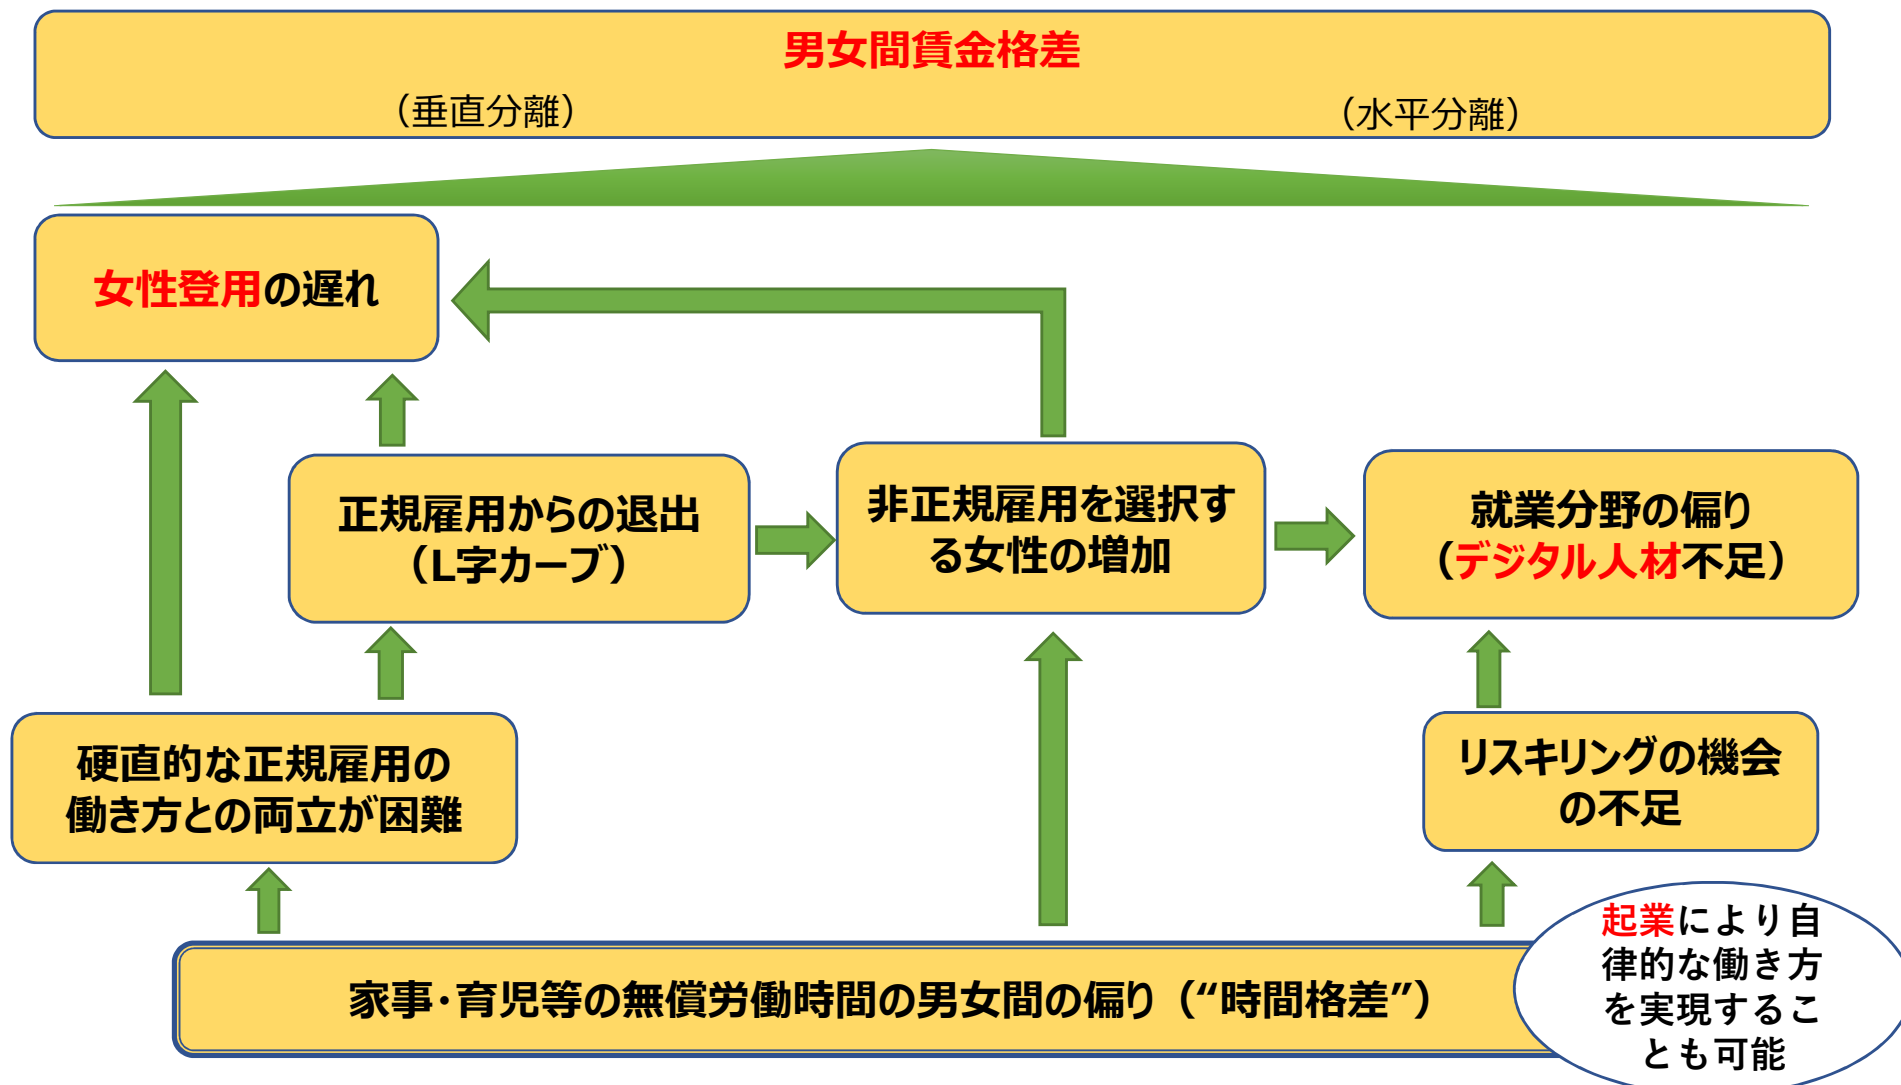 男女間賃金格差
（垂直分離）
（水平分離）
女性登用の遅れ
正規雇用からの退出
（L字カーブ）
非正規雇用を選択す
る女性の増加
就業分野の偏り
（デジタル人材不足）
硬直的な正規雇用の
働き方との両立が困難
リスキリングの機会
の不足
家事･育児等の無償労働時間の男女間の偏り（“時間格差”）
起業により自
律的な働き方
を実現するこ
とも可能